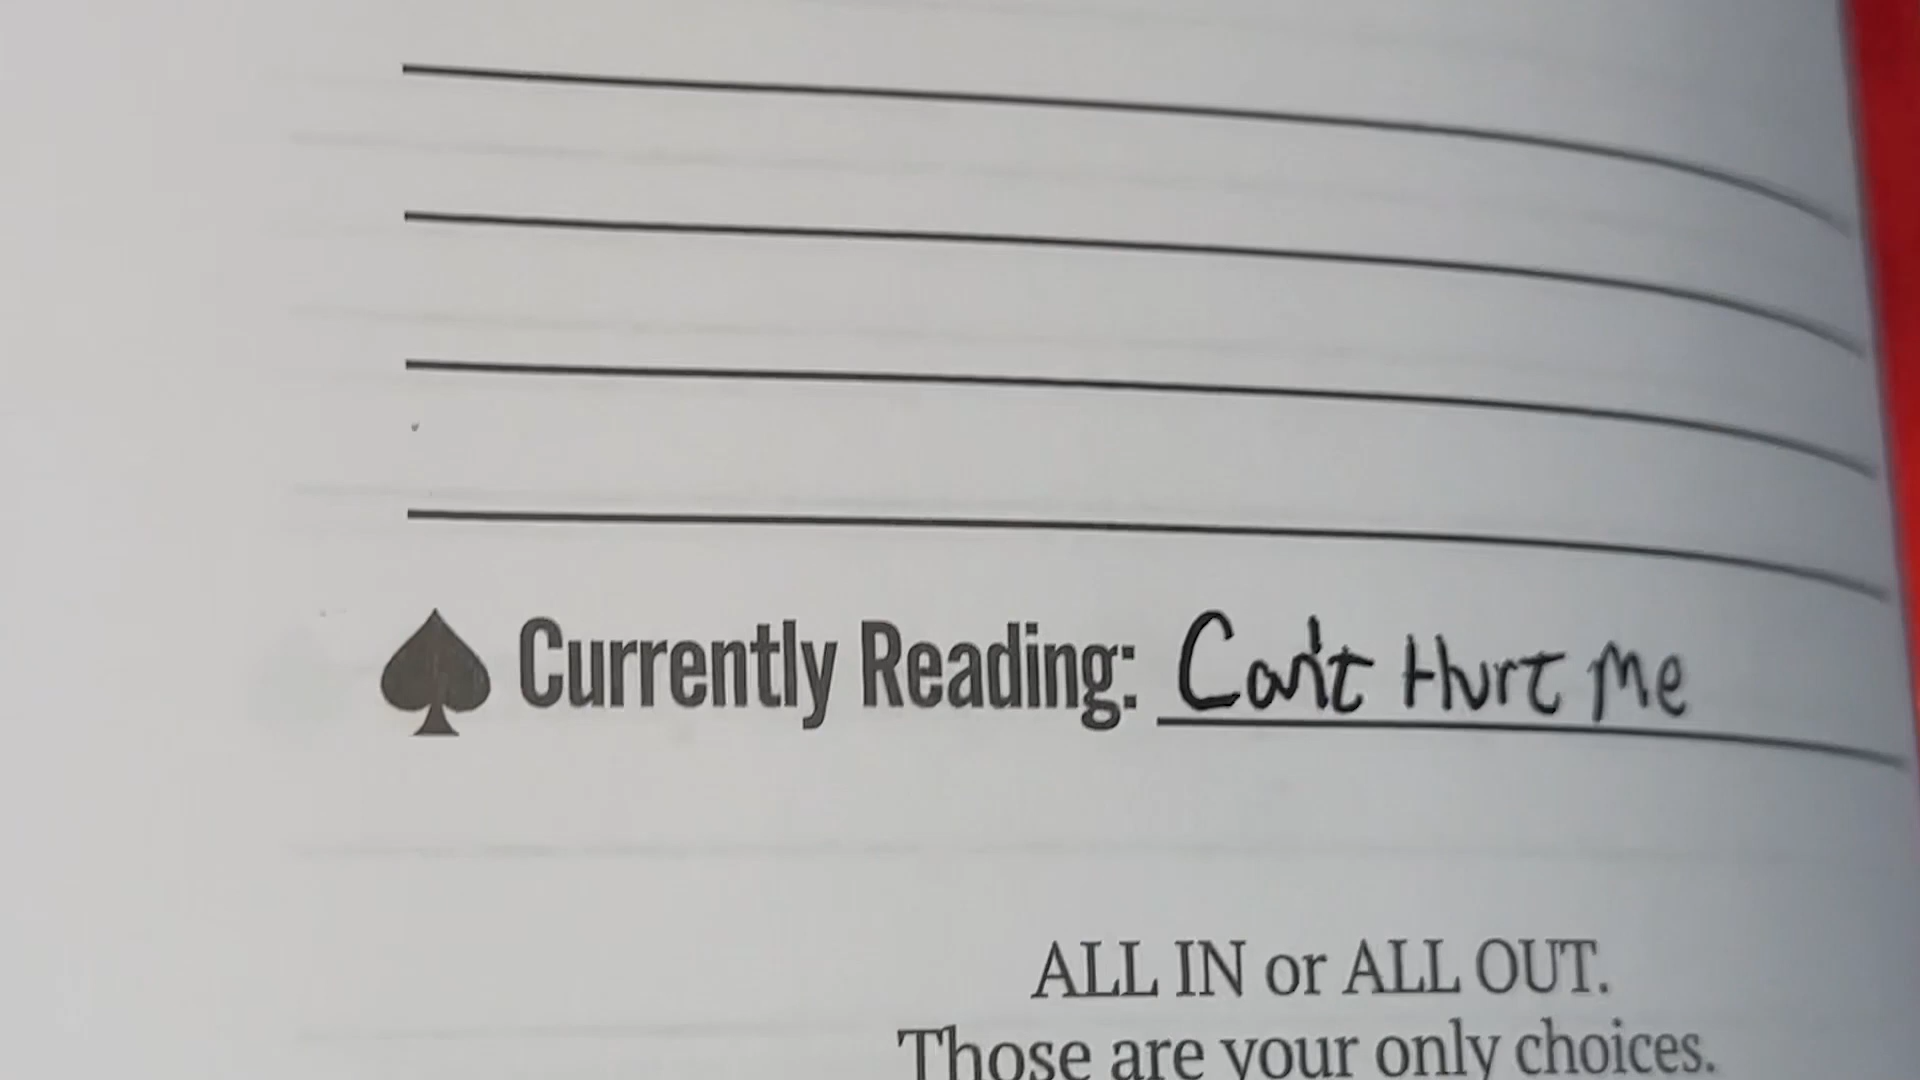 Currently Reading: Can't Hurt Me
ALL IN or ALL OUT.
Those are your only choices.